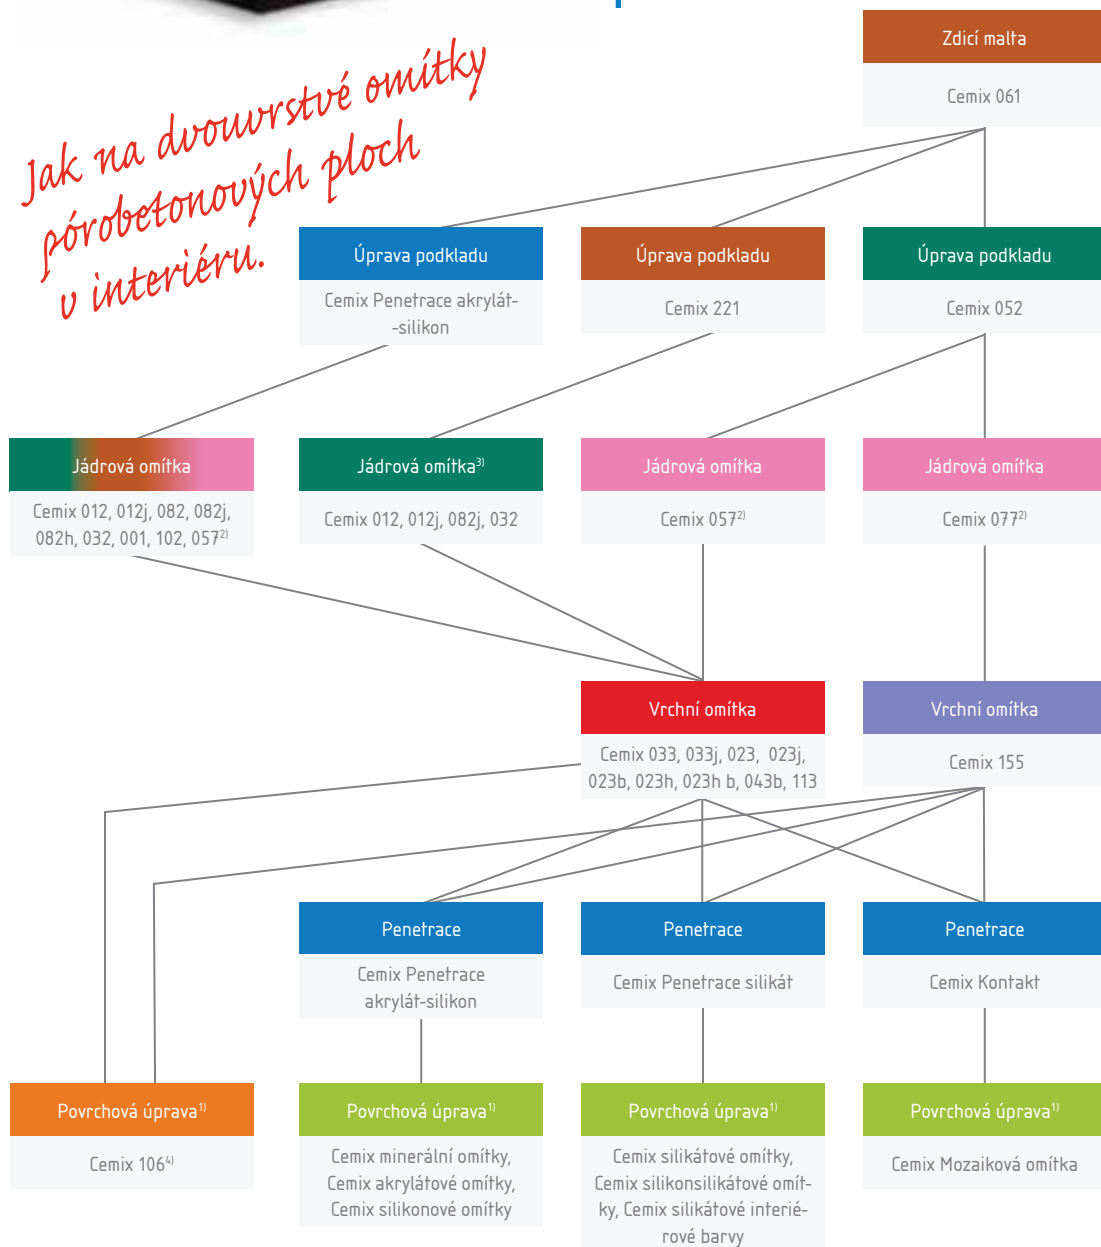 Zdicí malta
Cemix 061
Jak na dvouvrstvé omítky
pórobetonových ploch
v interiéru.
Úprava podkladu
Cemix Penetrace akrylát-
-silikon
Úprava podkladu
Cemix 221
Úprava podkladu
Cemix 052
Jádrová omítka
Cemix 012, 012j, 082, 082j,
082h, 032, 001, 102, 057²⁾
Jádrová omítka³⁾
Cemix 012, 012j, 082j, 032
Jádrová omítka
Cemix 057²⁾
Jádrová omítka
Cemix 077²⁾
Vrchní omítka
Cemix 033, 033j, 023, 023j,
023b, 023h, 023h b, 043b, 113
Vrchní omítka
Cemix 155
Penetrace
Cemix Penetrace
akrylát-silikon
Penetrace
Cemix Penetrace silikát
Penetrace
Cemix Kontakt
Povrchová úprava¹⁾
Cemix 106⁴⁾
Povrchová úprava¹⁾
Cemix minerální omítky,
Cemix akrylátové omítky,
Cemix silikonové omítky
Povrchová úprava¹⁾
Cemix silikátové omítky,
Cemix silikonsilikátové omít-
ky, Cemix silikátové interié-
rové barvy
Povrchová úprava¹⁾
Cemix Mozaiková omítka